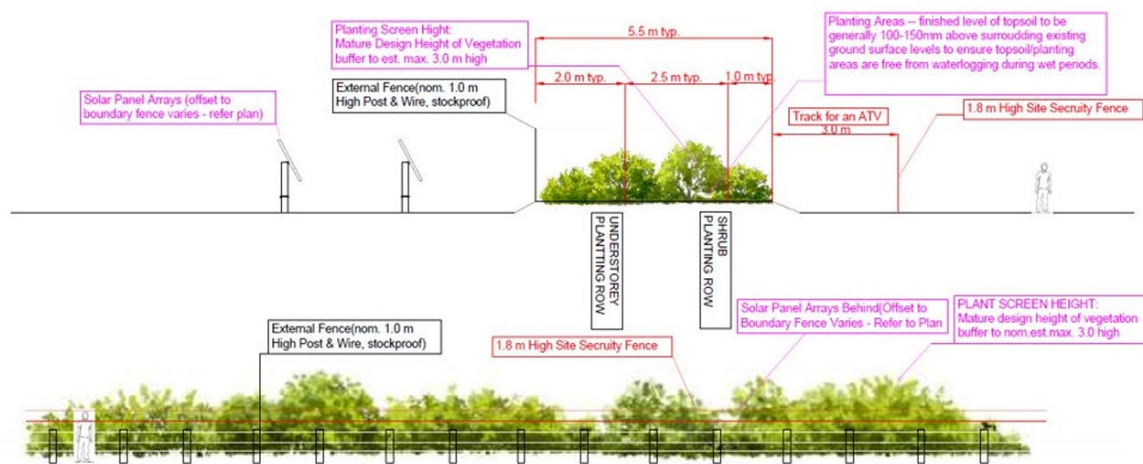 Planting Screen Hight:
Mature Design Height of Vegetation
buffer to est. max. 3.0 m high
5.5 m typ.
Planting Areas -- finished level of topsoil to be
generally 100-150mm above surroudding existing
ground surface levels to ensure topsoil/planting
areas are free from waterlogging during wet periods.
2.0 m typ.
2.5 m typ.
1.0 m typ.
Solar Panel Arrays (offset to
boundary fence varies - refer plan)
External Fence(nom. 1.0 m
High Post & Wire, stockproof)
Track for an ATV
3.0 m
1.8 m High Site Secruity Fence
UNDERSTOREY
PLANTTING ROW
SHRUB
PLANTING ROW
External Fence(nom. 1.0 m
High Post & Wire, stockproof)
1.8 m High Site Secruity Fence
Solar Panel Arrays Behind(Offset to
Boundary Fence Varies - Refer to Plan
PLANT SCREEN HEIGHT:
Mature design height of vegetation
buffer to nom.est.max. 3.0 high